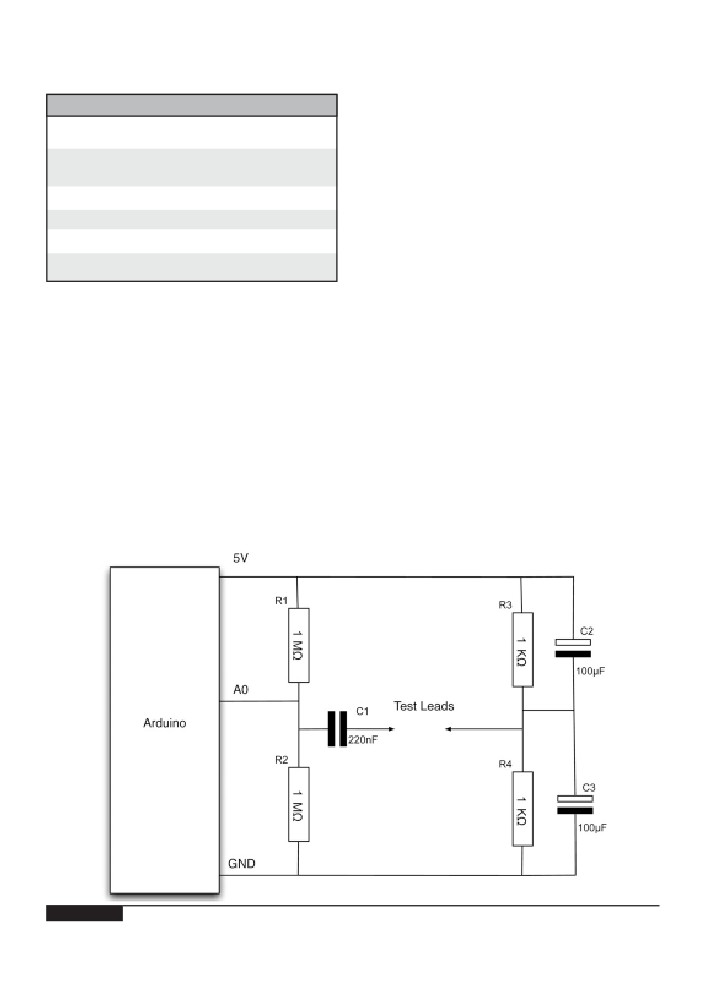 5V
R1
1 MΩ
R3
1 KΩ
C2
100µF
A0
Arduino
C1
220nF
Test Leads
R2
1 MΩ
R4
1 KΩ
C3
100µF
GND